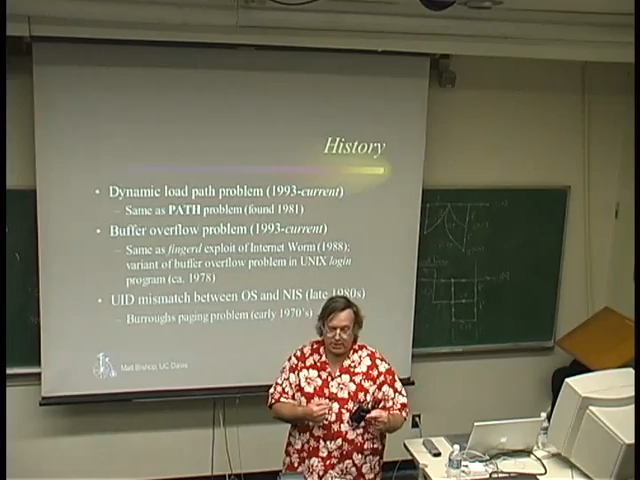 History
• Dynamic load path problem (1993-current)
– Same as PATH problem (found 1981)
• Buffer overflow problem (1993-current)
– Same as fingerd exploit of Internet Worm (1988);
variant of buffer overflow problem in UNIX login
program (ca. 1978)
• UID mismatch between OS and NIS (late 1980s)
– Burroughs paging problem (early 1970's)
Matt Bishop, UC Davis